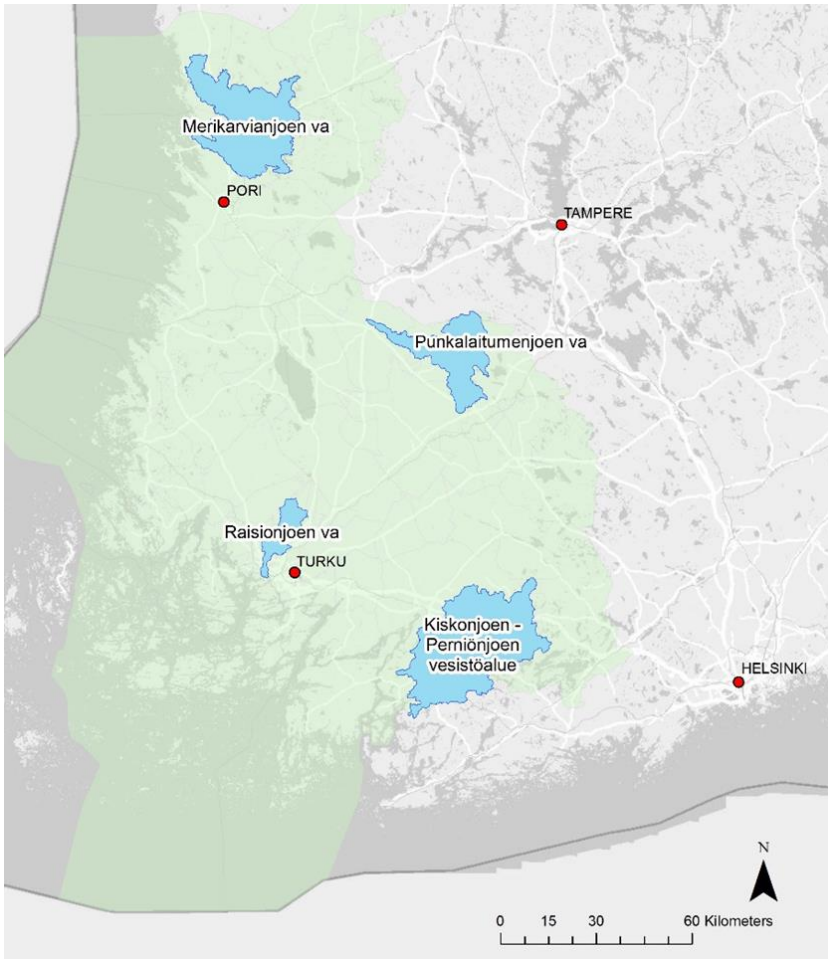 Merikarvianjoen va
PORI
TAMPERE
Punkalaitumenjoen va
Raisionjoen va
TURKU
Kiskonjoen -
Perniönjoen
vesistöalue
HELSINKI
N
0 15 30 60 Kilometers